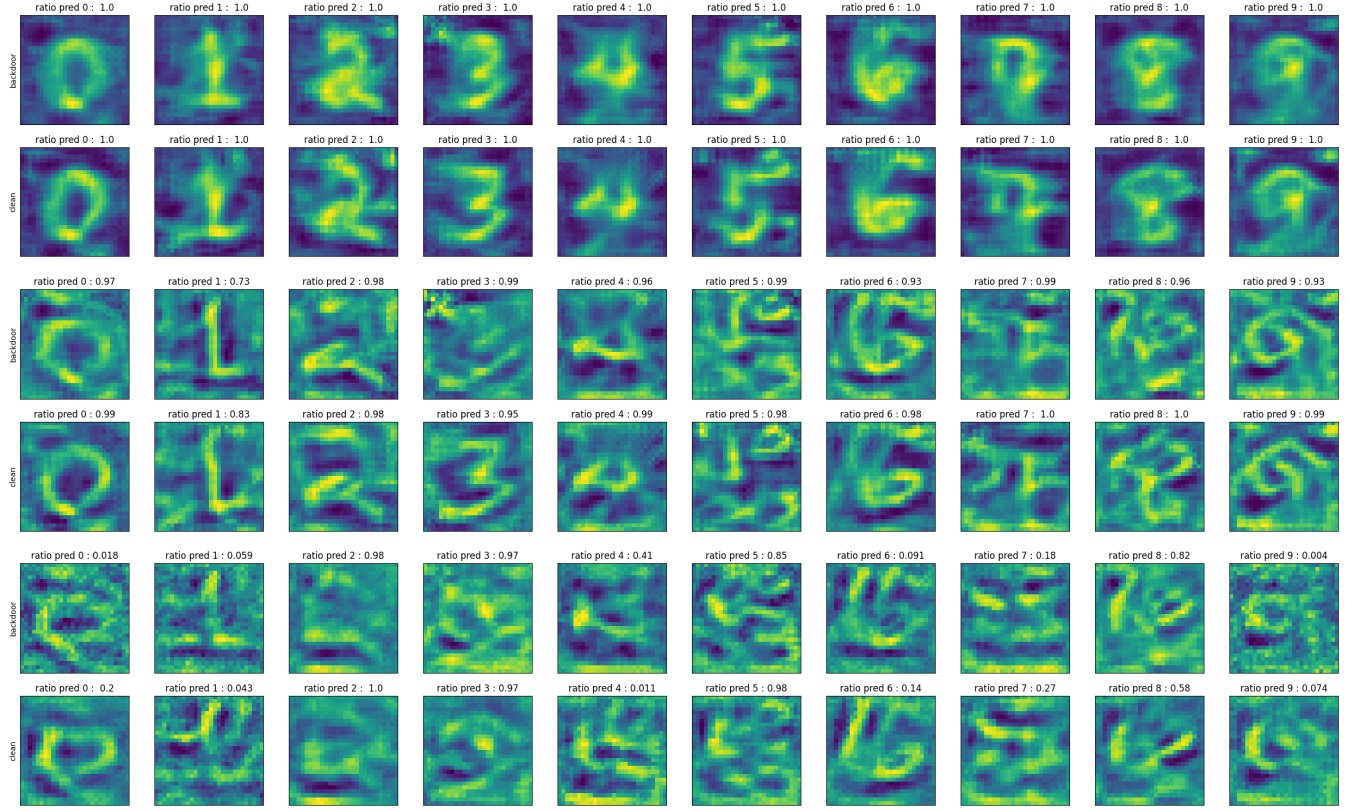 ratio pred 0 : 1.0 ratio pred 1 : 1.0 ratio pred 2 : 1.0 ratio pred 3 : 1.0 ratio pred 4 : 1.0 ratio pred 5 : 1.0 ratio pred 6 : 1.0 ratio pred 7 : 1.0 ratio pred 8 : 1.0 ratio pred 9 : 1.0
backdoor
ratio pred 0 : 1.0 ratio pred 1 : 1.0 ratio pred 2 : 1.0 ratio pred 3 : 1.0 ratio pred 4 : 1.0 ratio pred 5 : 1.0 ratio pred 6 : 1.0 ratio pred 7 : 1.0 ratio pred 8 : 1.0 ratio pred 9 : 1.0
clean
ratio pred 0 : 0.97 ratio pred 1 : 0.73 ratio pred 2 : 0.98 ratio pred 3 : 0.99 ratio pred 4 : 0.96 ratio pred 5 : 0.99 ratio pred 6 : 0.93 ratio pred 7 : 0.99 ratio pred 8 : 0.96 ratio pred 9 : 0.93
backdoor
ratio pred 0 : 0.99 ratio pred 1 : 0.83 ratio pred 2 : 0.98 ratio pred 3 : 0.95 ratio pred 4 : 0.99 ratio pred 5 : 0.98 ratio pred 6 : 0.98 ratio pred 7 : 1.0 ratio pred 8 : 1.0 ratio pred 9 : 0.99
clean
ratio pred 0 : 0.018 ratio pred 1 : 0.059 ratio pred 2 : 0.98 ratio pred 3 : 0.97 ratio pred 4 : 0.41 ratio pred 5 : 0.85 ratio pred 6 : 0.091 ratio pred 7 : 0.18 ratio pred 8 : 0.82 ratio pred 9 : 0.004
backdoor
ratio pred 0 : 0.2 ratio pred 1 : 0.043 ratio pred 2 : 1.0 ratio pred 3 : 0.97 ratio pred 4 : 0.011 ratio pred 5 : 0.98 ratio pred 6 : 0.14 ratio pred 7 : 0.27 ratio pred 8 : 0.58 ratio pred 9 : 0.074
clean